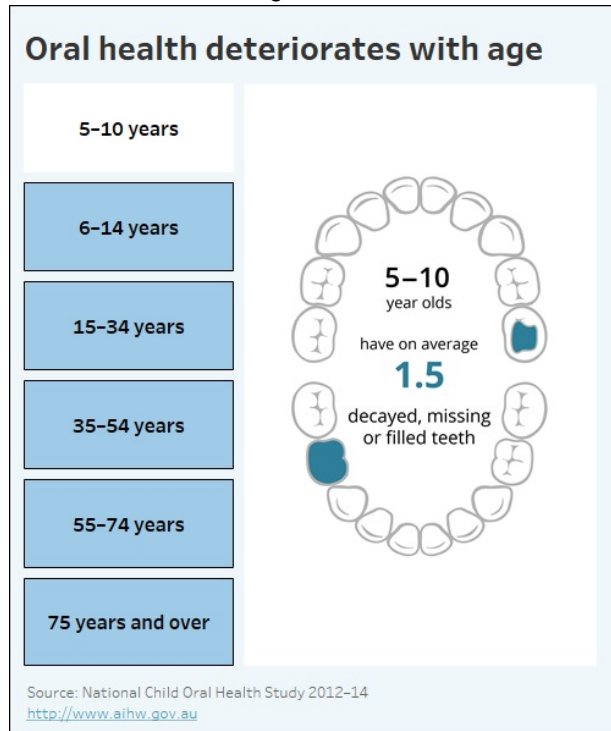 Oral health deteriorates with age
5–10 years
6–14 years
15–34 years
35–54 years
55–74 years
75 years and over
5–10
year olds
have on average
1.5
decayed, missing
or filled teeth
Source: National Child Oral Health Study 2012–14
http://www.aihw.gov.au